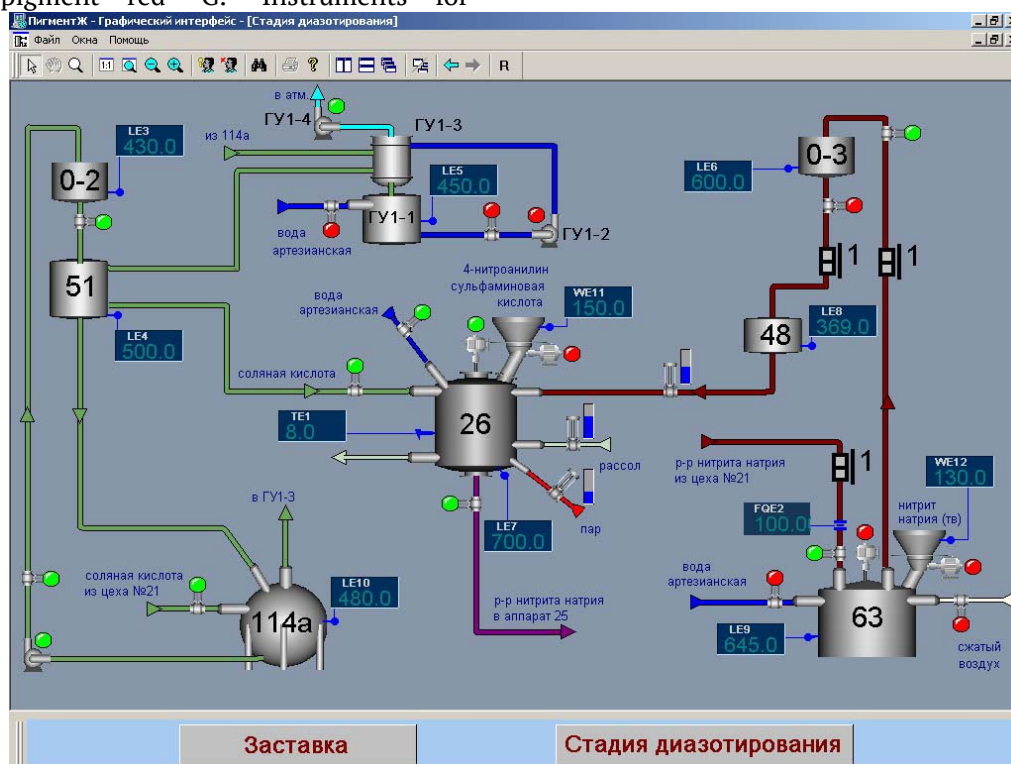 pigment red G. Instruments for
ПигментЖ - Графический интерфейс - [Стадия диазотирования]
Файл Окна Помощь
1:1
R
в атм.
ГУ1-4
ГУ1-3
из 114а
LE3
430.0
0-2
LE5
450.0
ГУ1-1
ГУ1-2
вода
артезианская
LE6
600.0
0-3
1
1
51
LE4
500.0
вода
артезианская
4-нитроанилин
сульфаминовая
кислота
WE11
150.0
LE8
369.0
48
соляная кислота
TE1
8.0
26
рассол
пар
LE7
700.0
р-р нитрита натрия
из цеха №21
1
WE12
130.0
нитрит
натрия (тв)
FQE2
100.0
в ГУ1-3
соляная кислота
из цеха №21
LE10
480.0
114а
р-р нитрита натрия
в аппарат 25
вода
артезианская
LE9
645.0
63
сжатый
воздух
Заставка
Стадия диазотирования